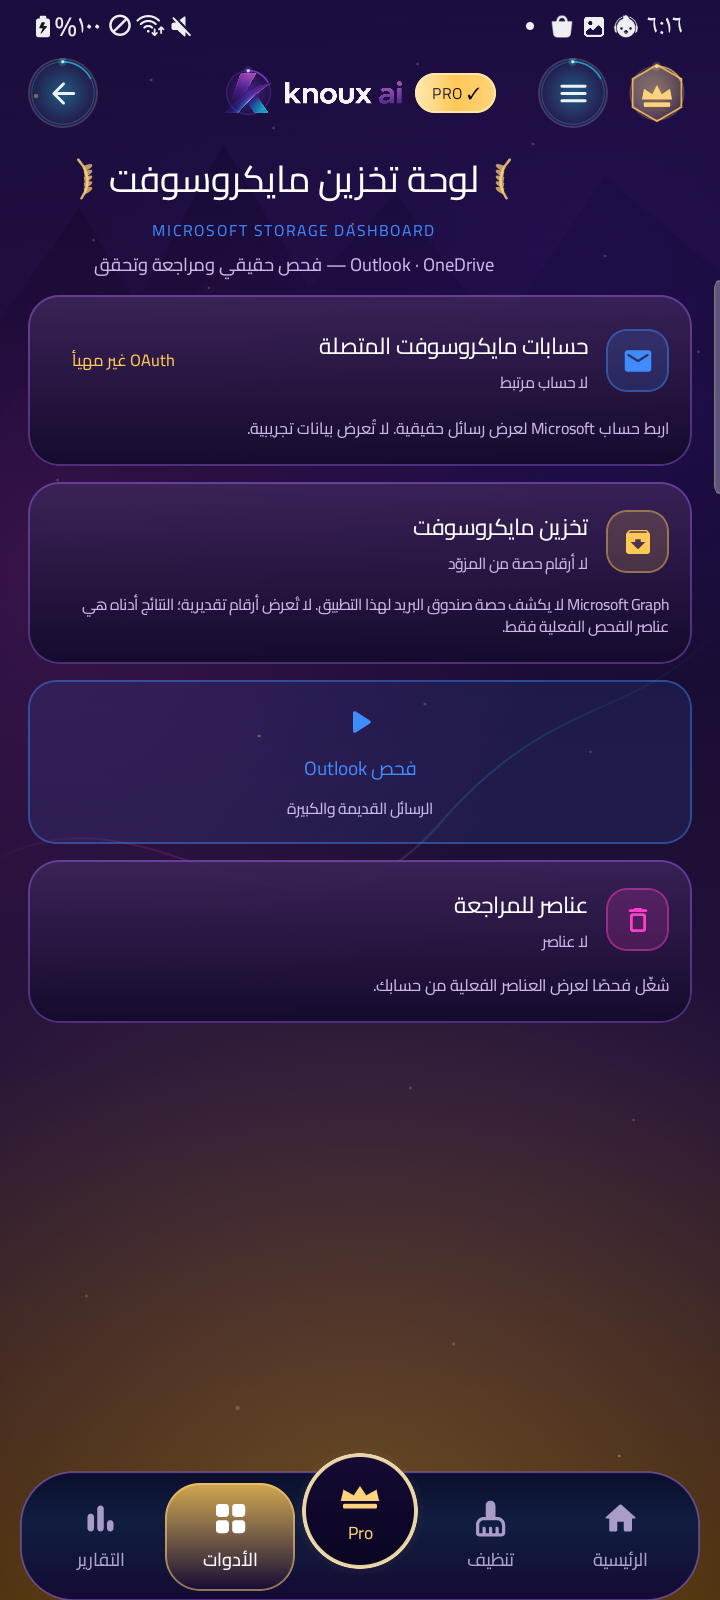 ٦:١٦
%١٠٠
knoux ai
PRO ✓
لوحة تخزين مايكروسوفت
MICROSOFT STORAGE DASHBOARD
Outlook · OneDrive — فحص حقيقي ومراجعة وتحقق
حسابات مايكروسوفت المتصلة
OAuth غير مهيأ
لا حساب مرتبط
اربط حساب Microsoft لعرض رسائل حقيقية. لا تُعرض بيانات تجريبية.
تخزين مايكروسوفت
لا أرقام حصة من المزوّد
Microsoft Graph لا يكشف حصة صندوق البريد لهذا التطبيق. لا تُعرض أرقام تقديرية؛ النتائج أدناه هي
عناصر الفحص الفعلية فقط.
فحص Outlook
الرسائل القديمة والكبيرة
عناصر للمراجعة
لا عناصر
شغّل فحصًا لعرض العناصر الفعلية من حسابك.
الرئيسية
تنظيف
Pro
الأدوات
التقارير